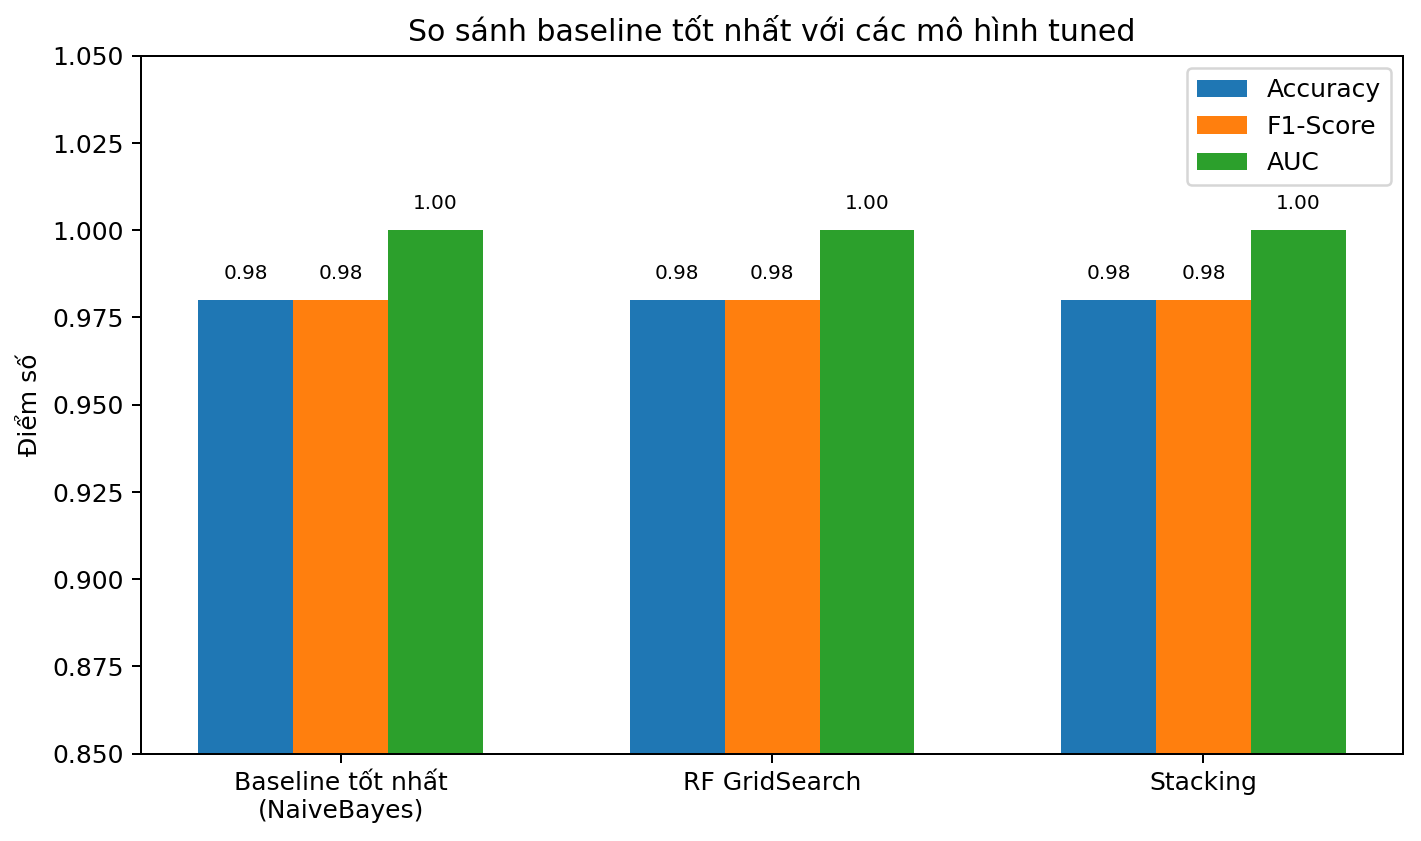 So sánh baseline tốt nhất với các mô hình tuned
1.050
1.025
1.000
0.975
0.950
0.925
0.900
0.875
0.850
Điểm số
Accuracy
F1-Score
AUC
0.98
0.98
1.00
0.98
0.98
1.00
0.98
0.98
1.00
Baseline tốt nhất
(NaiveBayes)
RF GridSearch
Stacking